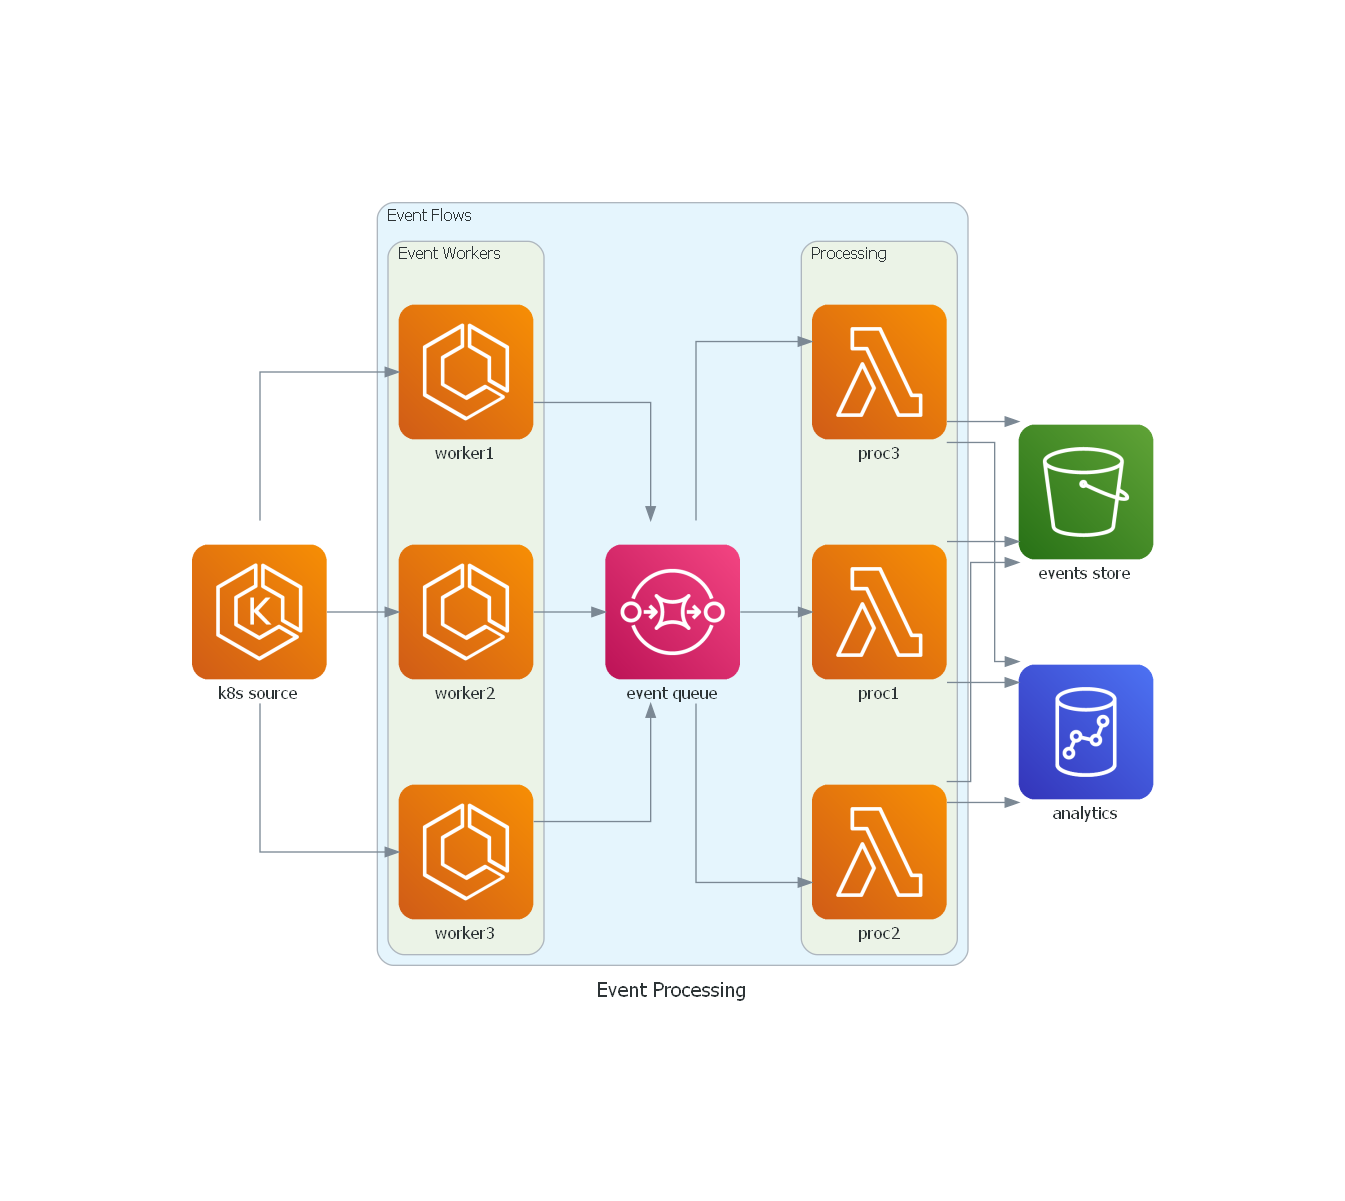 Event Flows
Event Workers
Processing
worker1
proc3
events store
K
k8s source
worker2
event queue
proc1
analytics
worker3
proc2
Event Processing